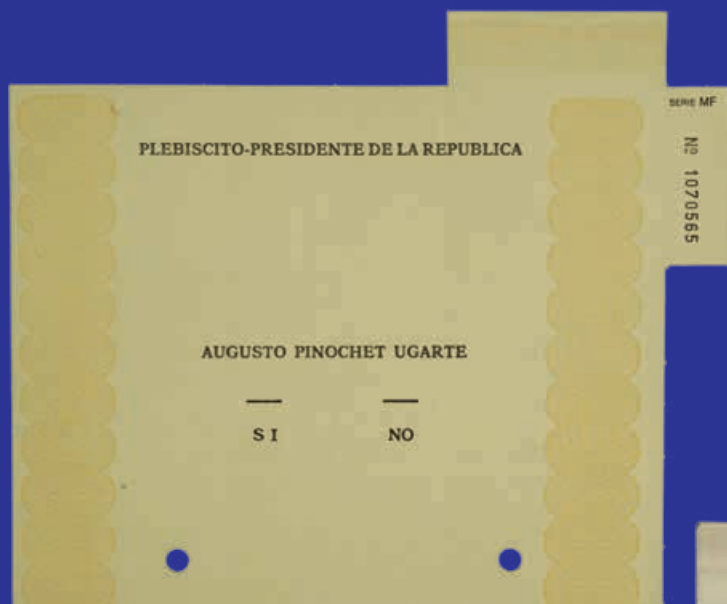 SERIE MF
Nº 1070565
PLEBISCITO-PRESIDENTE DE LA REPUBLICA
AUGUSTO PINOCHET UGARTE
SI NO